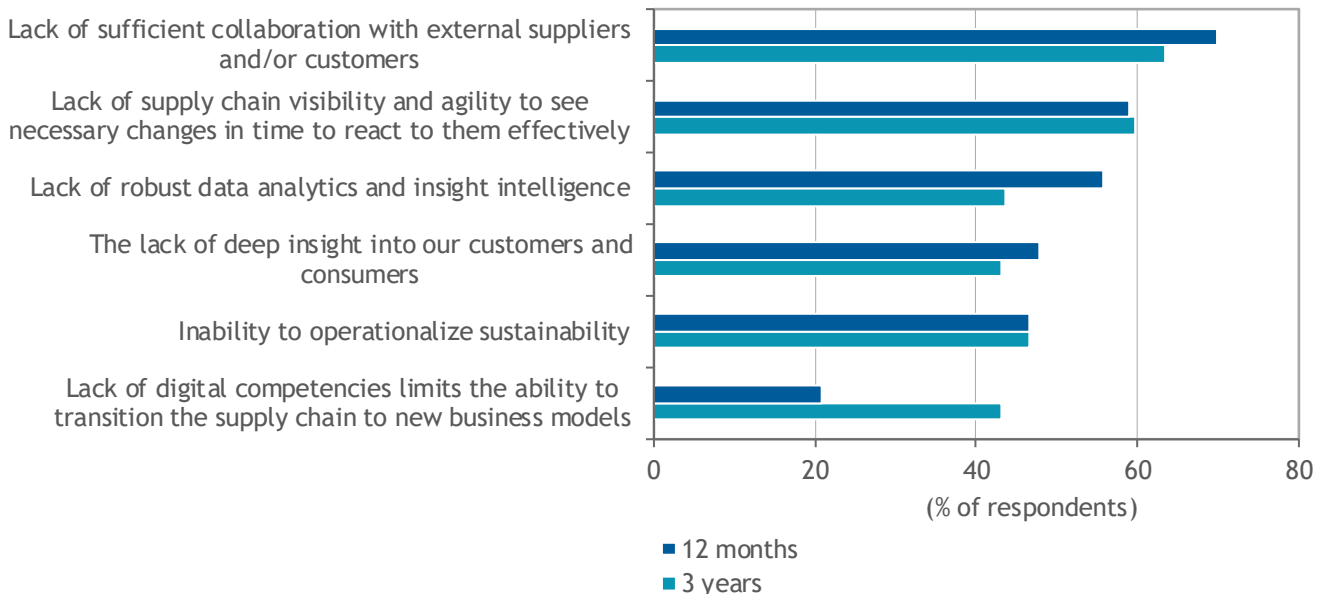 Lack of sufficient collaboration with external suppliers
and/or customers
Lack of supply chain visibility and agility to see
necessary changes in time to react to them effectively
Lack of robust data analytics and insight intelligence
The lack of deep insight into our customers and
consumers
Inability to operationalize sustainability
Lack of digital competencies limits the ability to
transition the supply chain to new business models
0 20 40 60 80
(% of respondents)
12 months
3 years